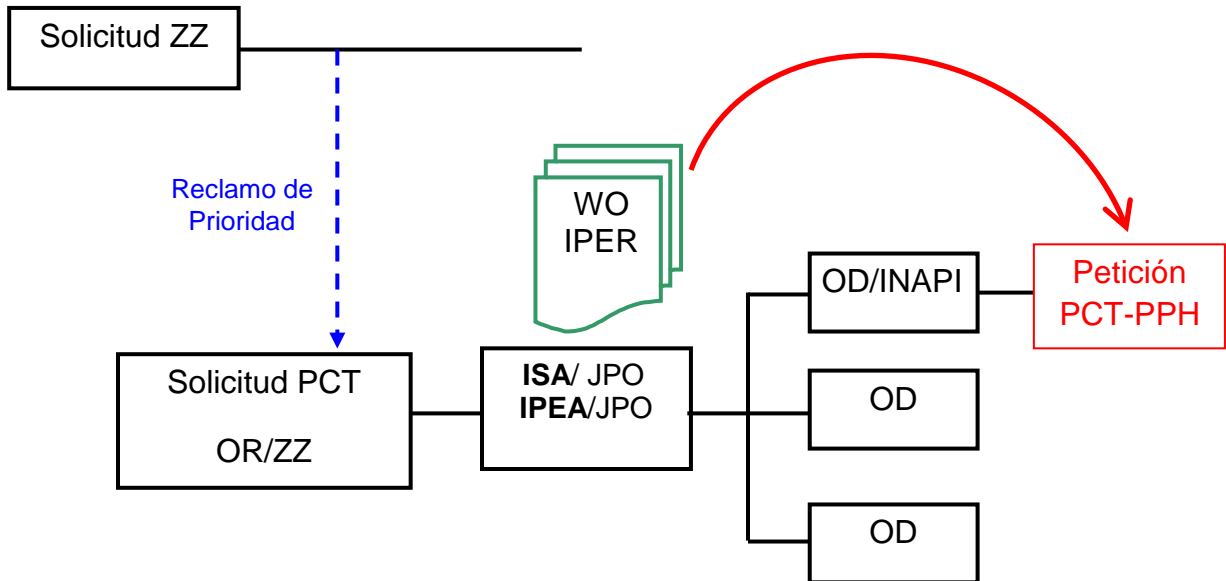 Solicitud ZZ
Reclamo de
Prioridad
WO
IPER
OD/INAPI
Petición
PCT-PPH
Solicitud PCT
OR/ZZ
ISA/ JPO
IPEA/JPO
OD
OD